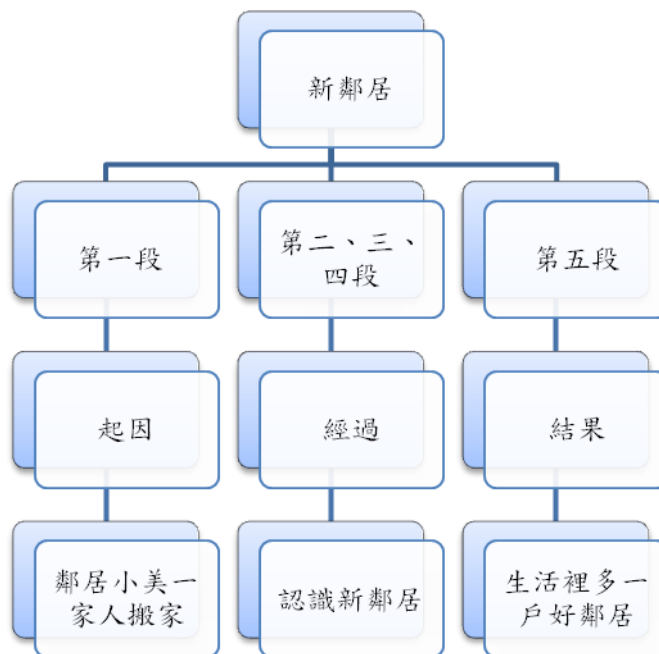 新鄰居
第一段
第二、三、
四段
第五段
起因
經過
結果
鄰居小美一
家人搬家
認識新鄰居
生活裡多一
戶好鄰居